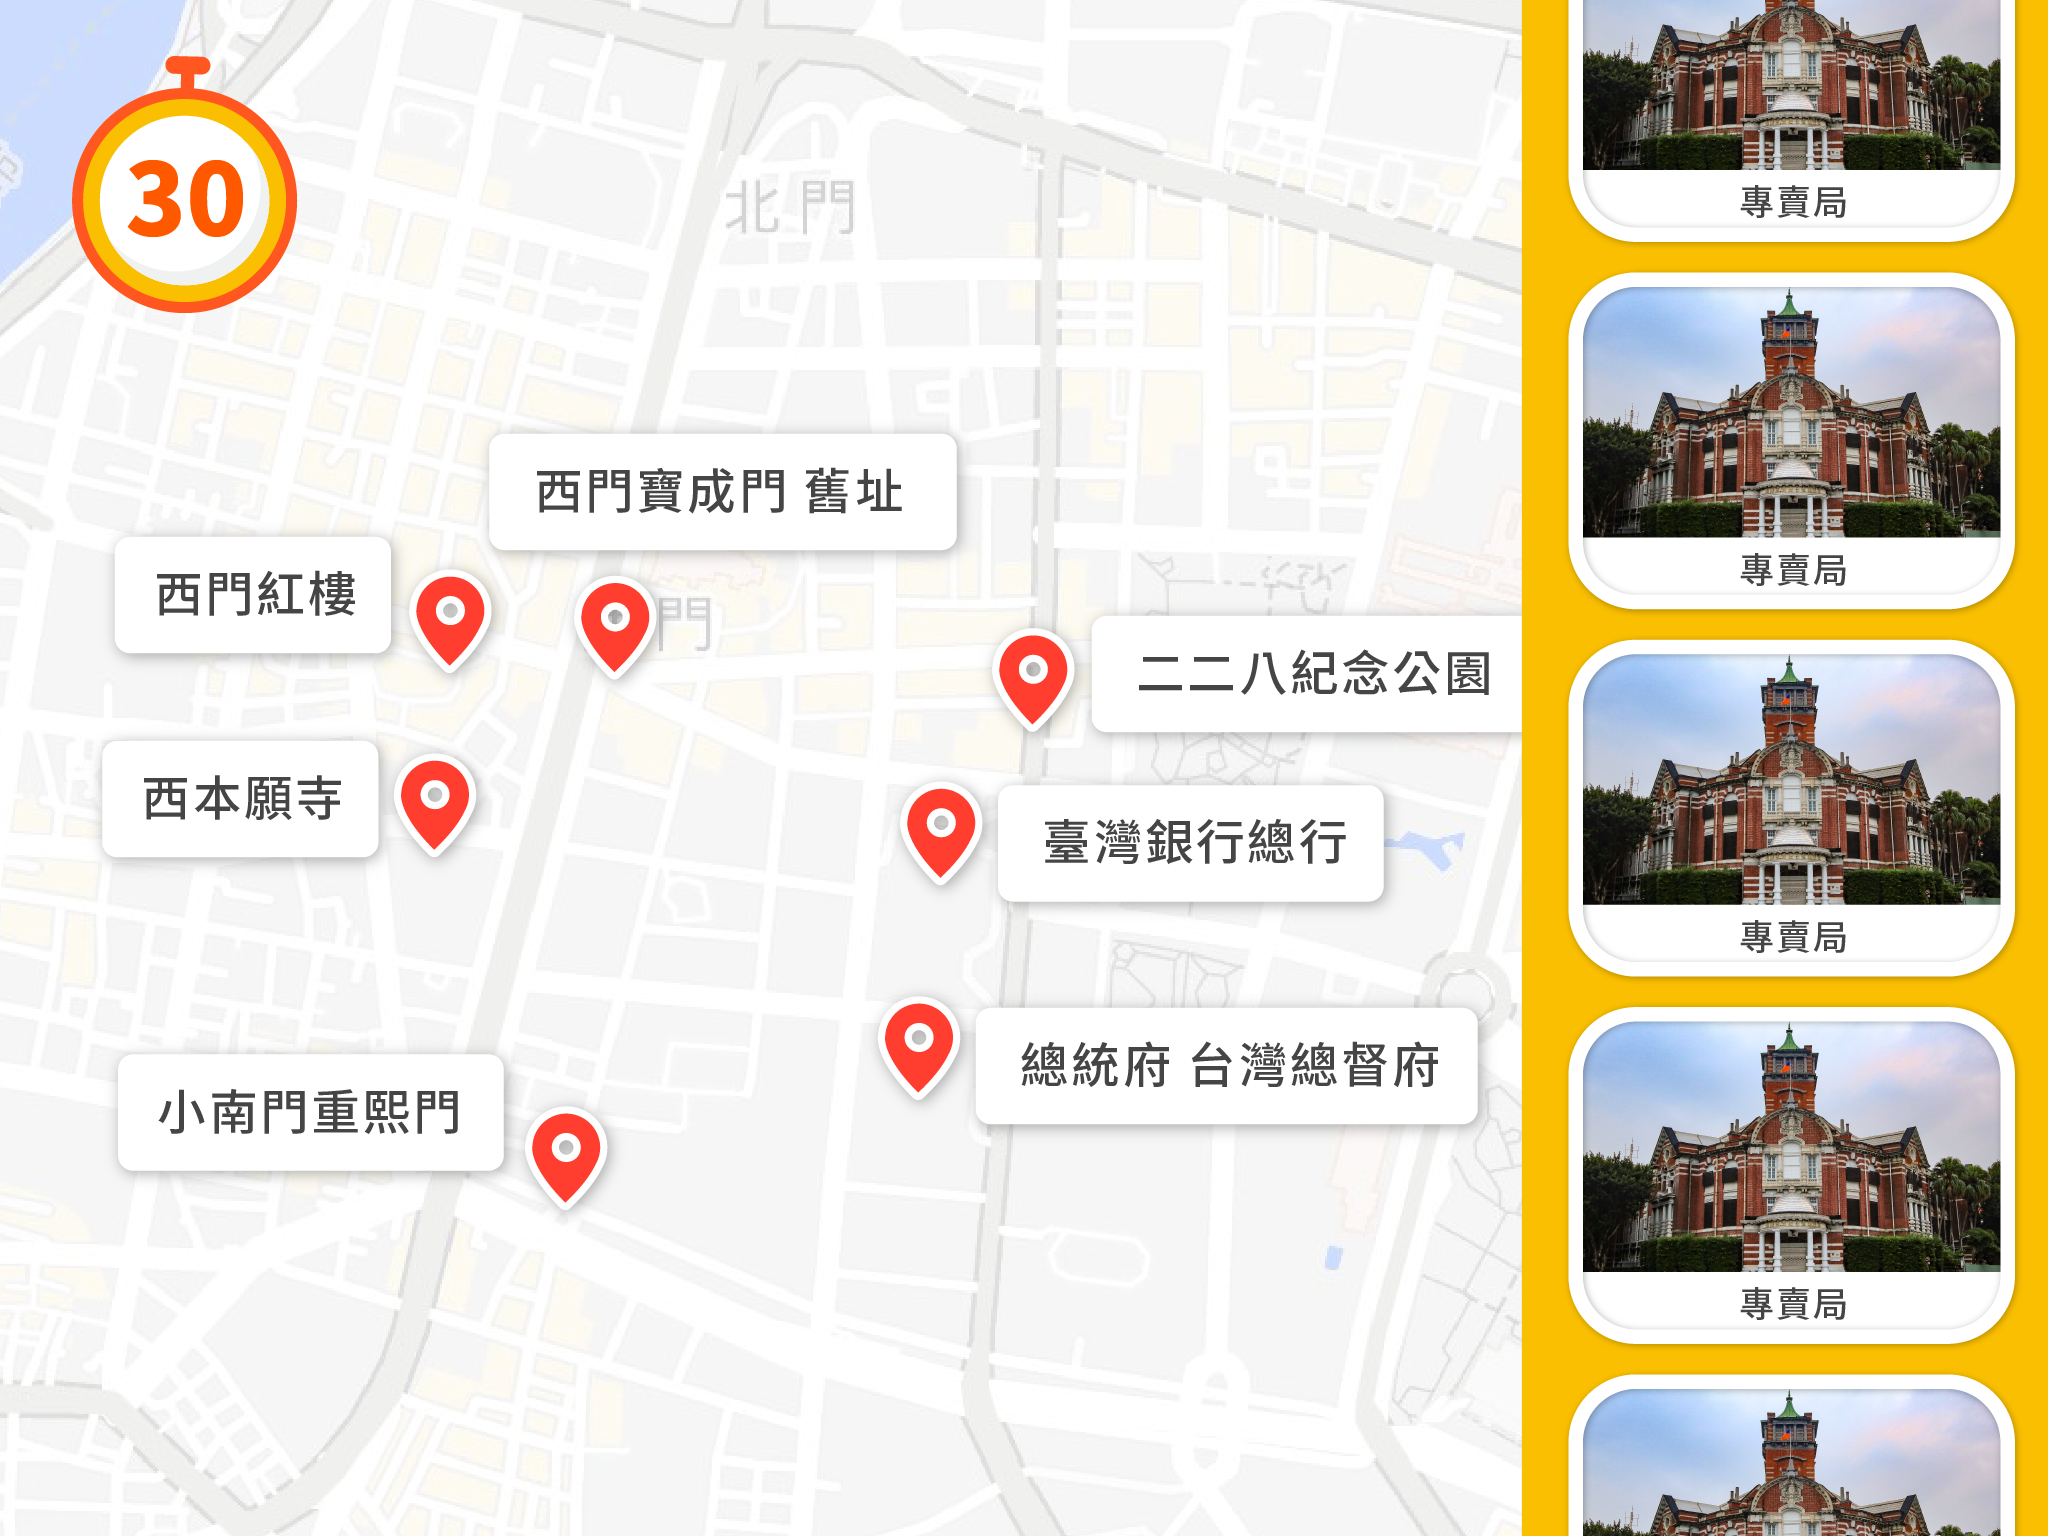 30
北門
西門寶成門 舊址
西門紅樓
門
二二八紀念公園
西本願寺
臺灣銀行總行
總統府 台灣總督府
小南門重熙門
專賣局
專賣局
專賣局
專賣局